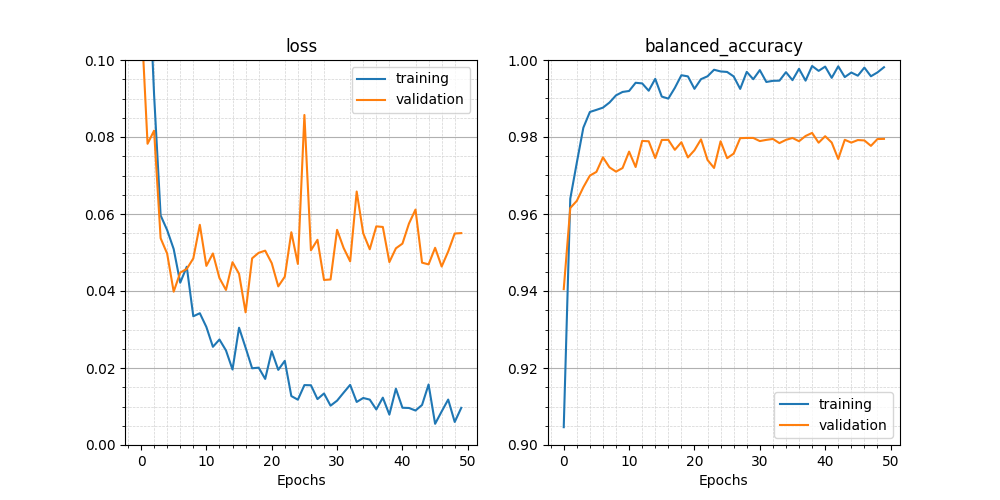 loss
0.10
0.08
0.06
0.04
0.02
0.00
0 10 20 30 40 50
Epochs
training
validation
balanced_accuracy
1.00
0.98
0.96
0.94
0.92
0.90
0 10 20 30 40 50
Epochs
training
validation